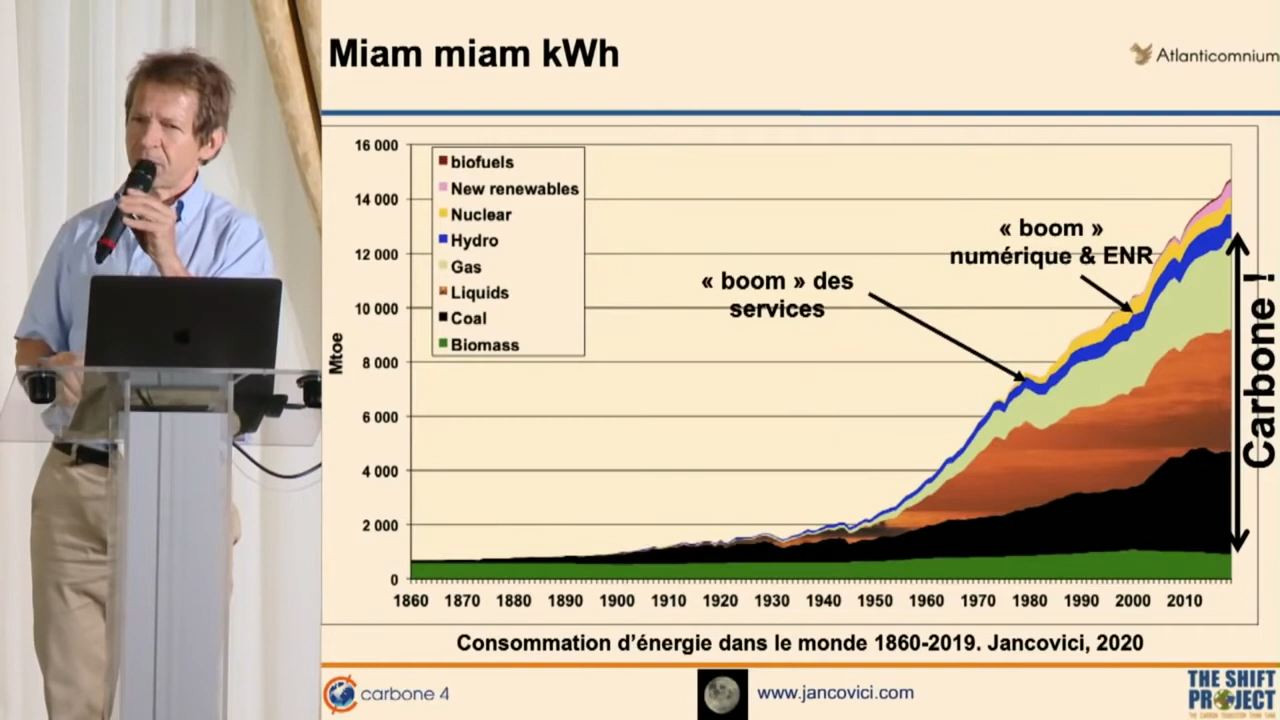 Miam miam kWh
Atlanticomnium
16 000
14 000
12 000
10 000
8 000
6 000
4 000
2 000
0
Mtoe
biofuels
New renewables
Nuclear
Hydro
Gas
Liquids
Coal
Biomass
« boom » des
services
« boom »
numérique & ENR
Carbone !
1860 1870 1880 1890 1900 1910 1920 1930 1940 1950 1960 1970 1980 1990 2000 2010
Consommation d'énergie dans le monde 1860-2019. Jancovici, 2020
carbone 4
www.jancovici.com
THE SHIFT
PROJECT